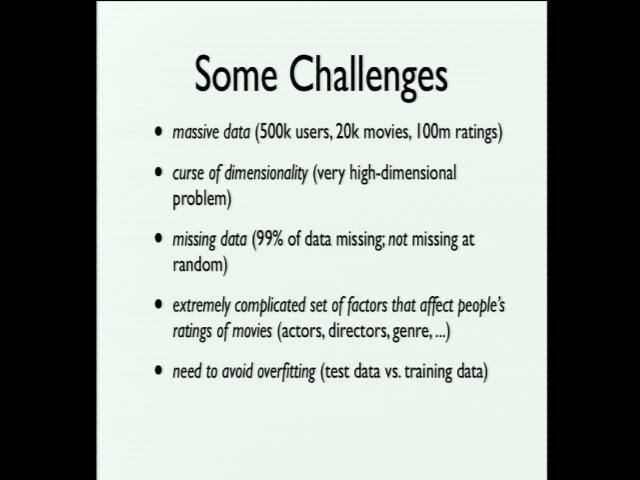 Some Challenges
• massive data (500k users, 20k movies, 100m ratings)
• curse of dimensionality (very high-dimensional
problem)
• missing data (99% of data missing; not missing at
random)
• extremely complicated set of factors that affect people's
ratings of movies (actors, directors, genre, ...)
• need to avoid overfitting (test data vs. training data)